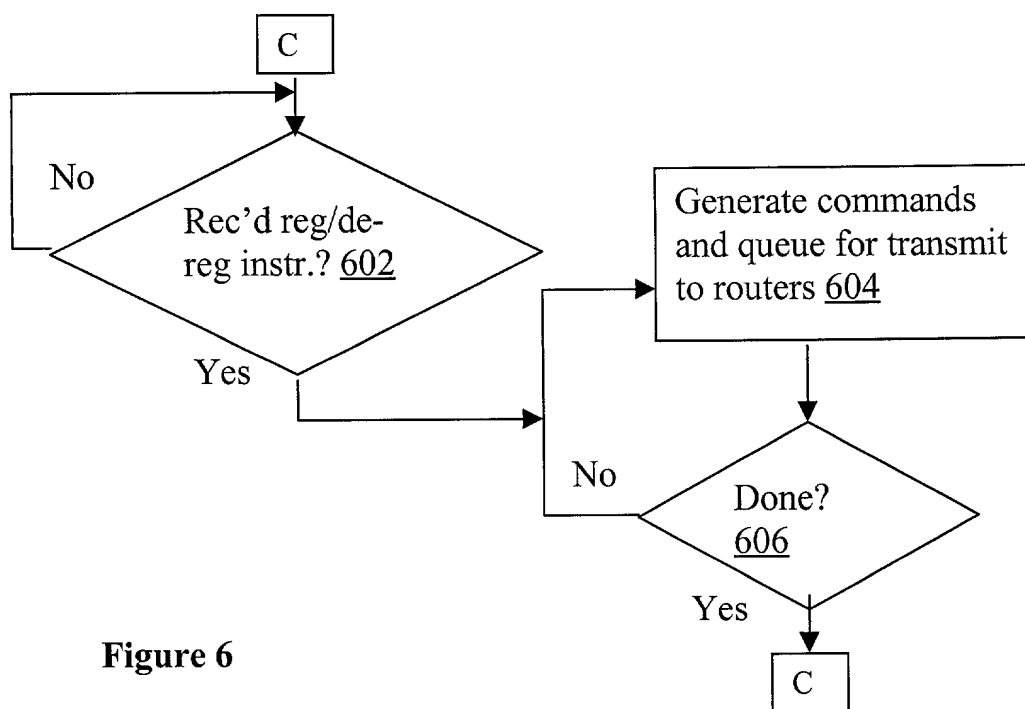 C
No
Rec'd reg/de-
reg instr.? 602
Yes
Generate commands
and queue for transmit
to routers 604
No
Done?
606
Yes
C
Figure 6